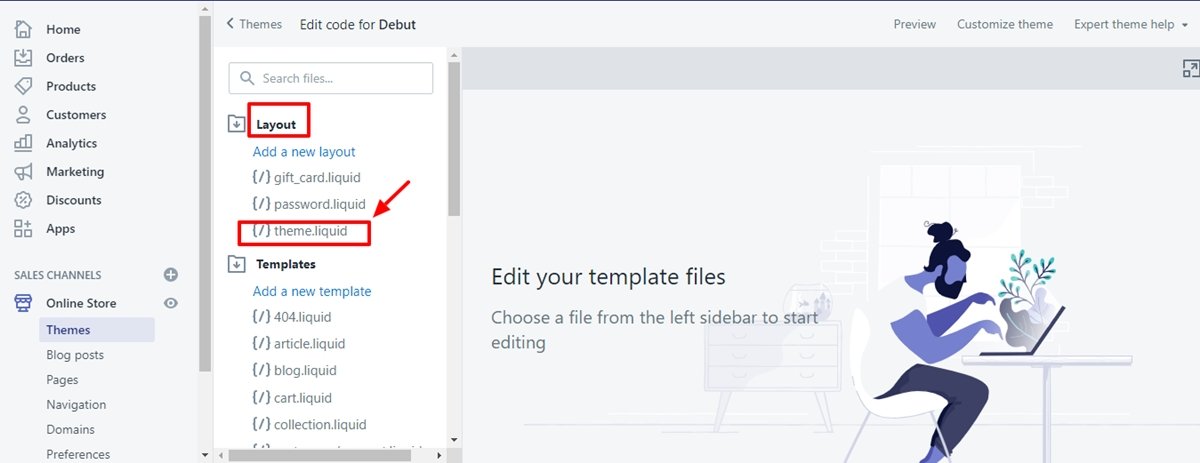 Home
Orders
Products
Customers
Analytics
Marketing
Discounts
Apps
SALES CHANNELS
Online Store
Themes
Blog posts
Pages
Navigation
Domains
Preferences
Themes
Edit code for Debut
Preview
Customize theme
Expert theme help
Search files...
Layout
Add a new layout
{/} gift_card.liquid
{/} password.liquid
{/} theme.liquid
Templates
Add a new template
{/} 404.liquid
{/} article.liquid
{/} blog.liquid
{/} cart.liquid
{/} collection.liquid
Edit your template files
Choose a file from the left sidebar to start
editing